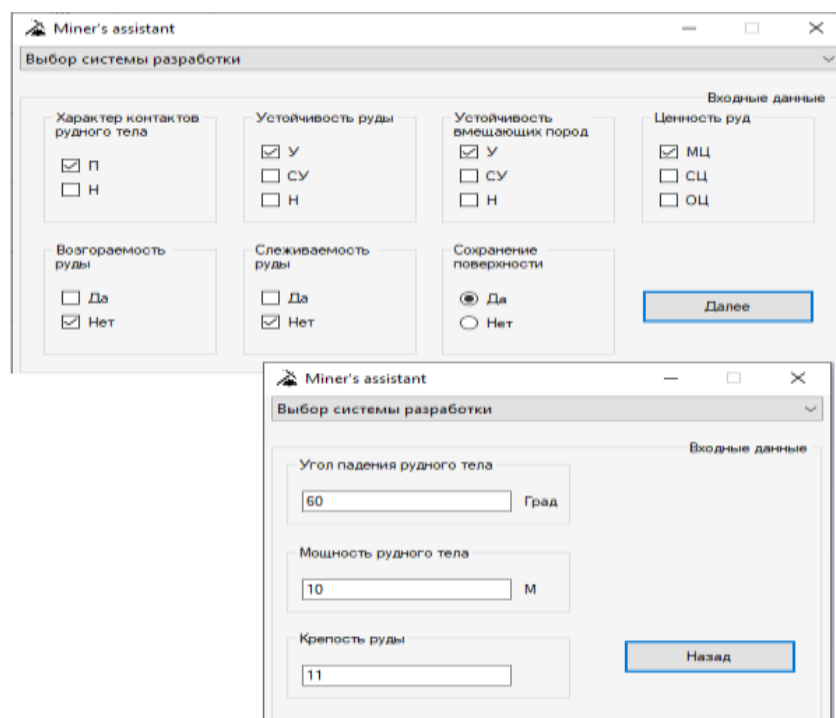 Miner's assistant
Выбор системы разработки
Входные данные
Характер контактов
рудного тела
П
Н
Устойчивость руды
У
СУ
Н
Устойчивость
вмещающих пород
У
СУ
Н
Ценность руд
МЦ
СЦ
ОЦ
Возгораемость
руды
Да
Нет
Слеживаемость
руды
Да
Нет
Сохранение
поверхности
Да
Нет
Далее
Miner's assistant
Выбор системы разработки
Входные данные
Угол падения рудного тела
60 Град
Мощность рудного тела
10 М
Крепость руды
11
Назад